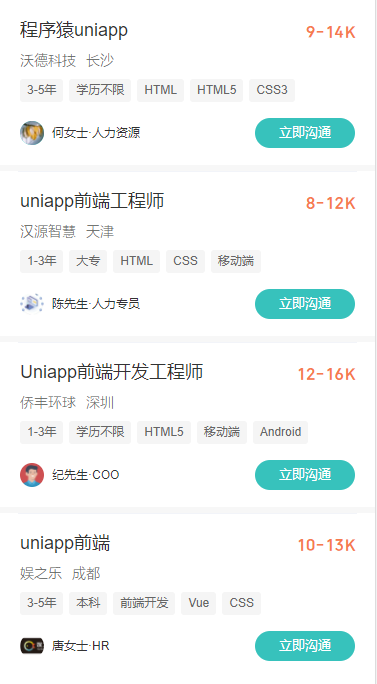 程序猿uniapp 9-14K
沃德科技 长沙
3-5年 学历不限 HTML HTML5 CSS3
何女士·人力资源 立即沟通
uniapp前端工程师 8-12K
汉源智慧 天津
1-3年 大专 HTML CSS 移动端
陈先生·人力专员 立即沟通
Uniapp前端开发工程师 12-16K
侨丰环球 深圳
1-3年 学历不限 HTML5 移动端 Android
纪先生·COO 立即沟通
uniapp前端 10-13K
娱之乐 成都
3-5年 本科 前端开发 Vue CSS
唐女士·HR 立即沟通